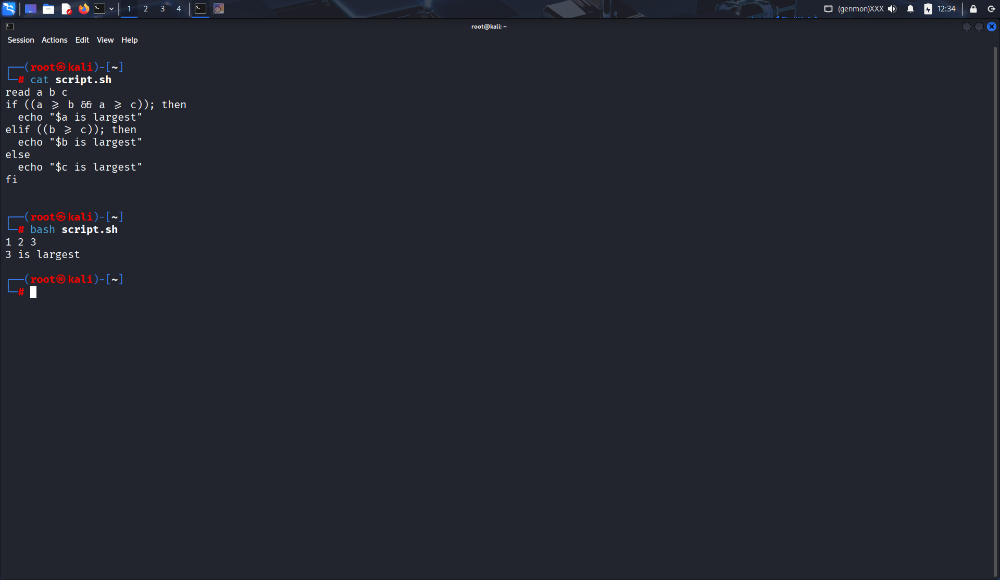 1 2 3 4 (genmon)XXX 12:34
root@kali: ~
Session Actions Edit View Help
┌──(root㉿kali)-[~]
└─# cat script.sh
read a b c
if ((a >= b && a >= c)); then
  echo "$a is largest"
elif ((b >= c)); then
  echo "$b is largest"
else
  echo "$c is largest"
fi
┌──(root㉿kali)-[~]
└─# bash script.sh
1 2 3
3 is largest
┌──(root㉿kali)-[~]
└─#